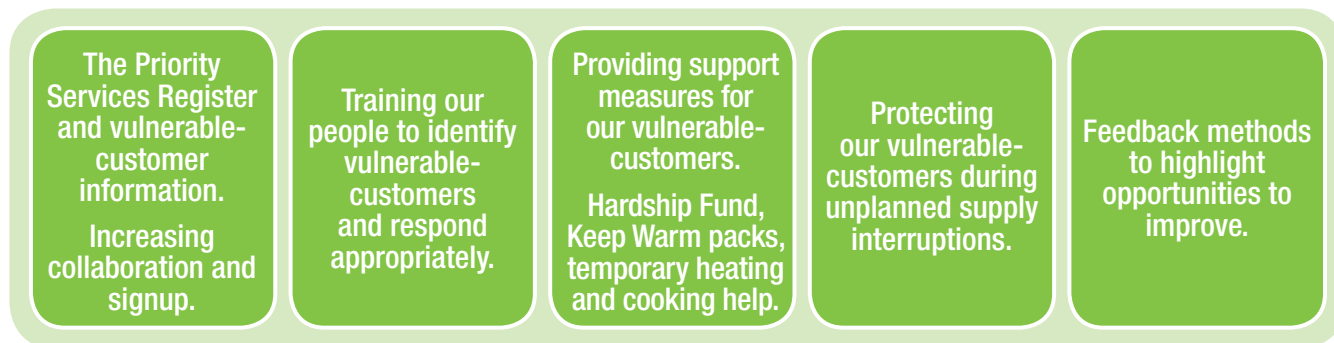 The Priority
Services Register
and vulnerable-
customer
information.
Increasing
collaboration and
signup.
Training our
people to identify
vulnerable-
customers
and respond
appropriately.
Providing support
measures for
our vulnerable-
customers.
Hardship Fund,
Keep Warm packs,
temporary heating
and cooking help.
Protecting
our vulnerable-
customers during
unplanned supply
interruptions.
Feedback methods
to highlight
opportunities to
improve.